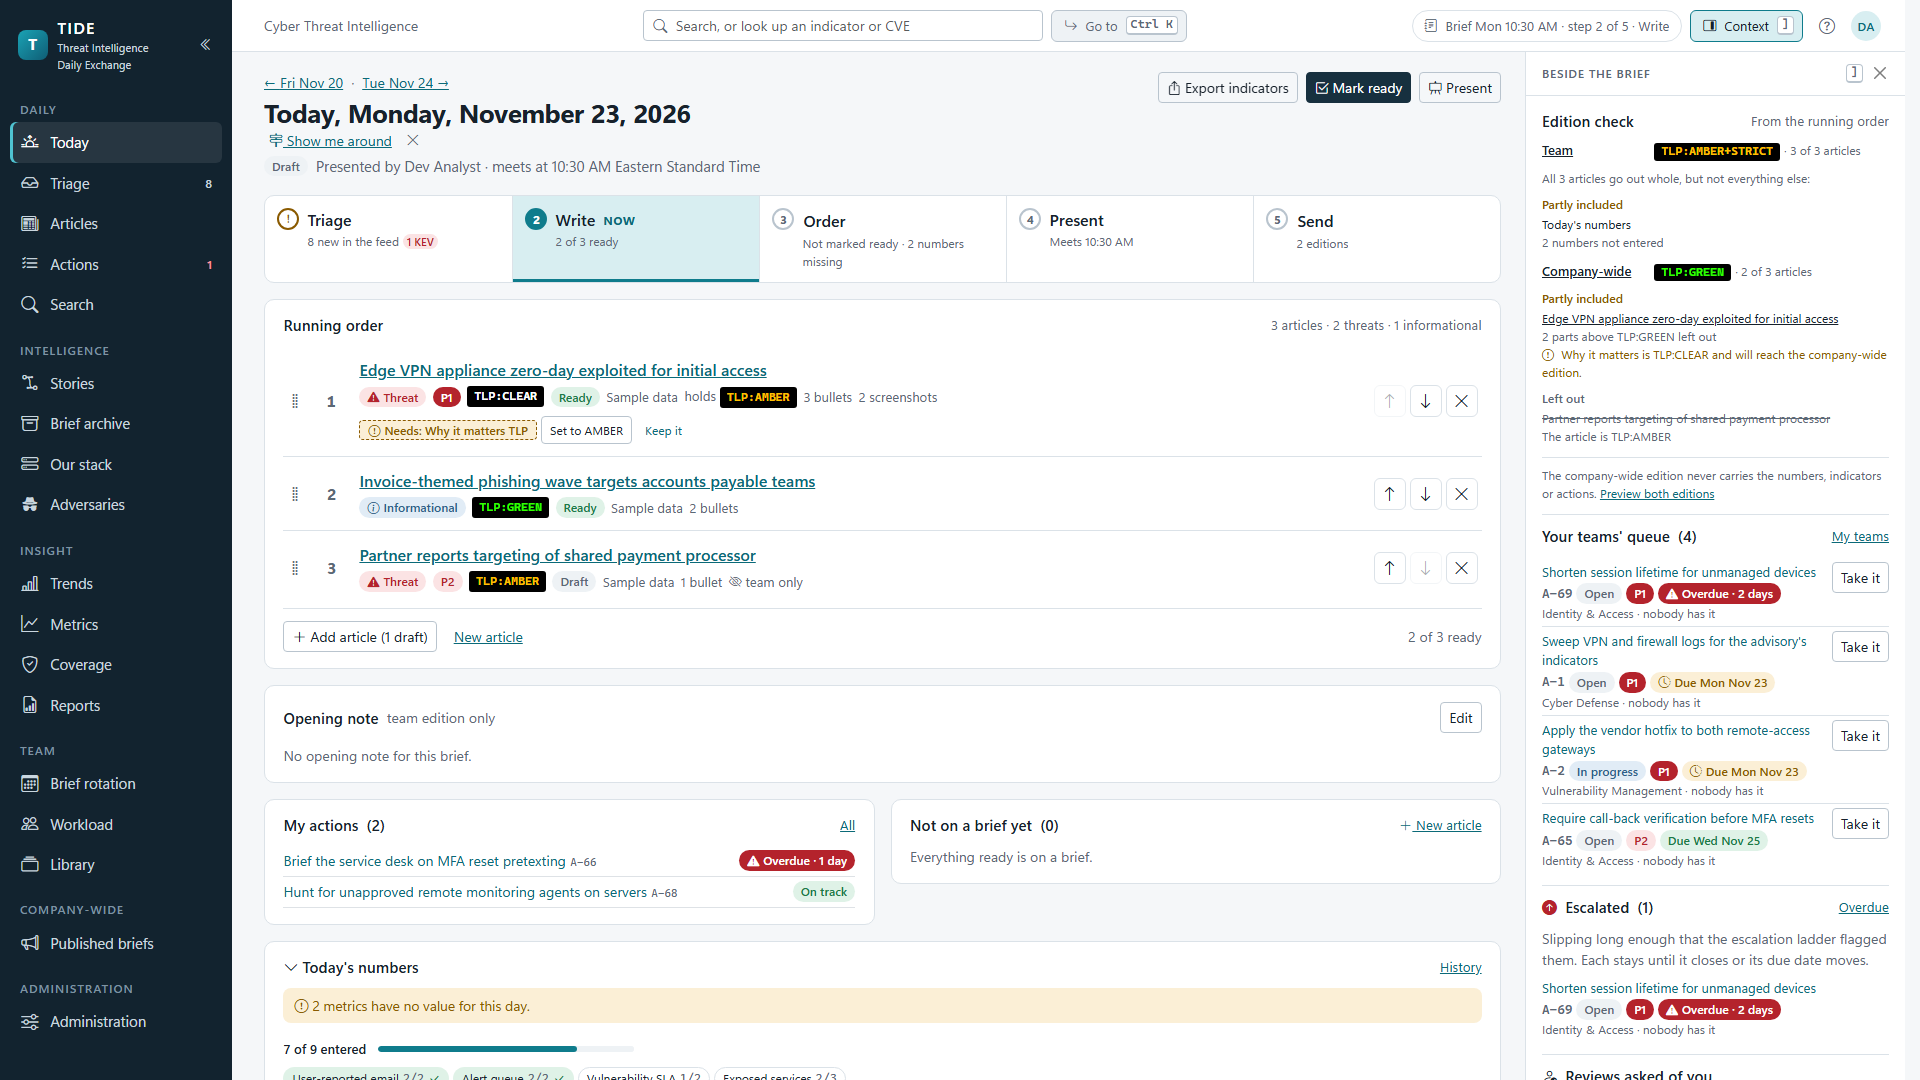 T
TIDE
Threat Intelligence
Daily Exchange
DAILY
Today
Triage 8
Articles
Actions 1
Search
INTELLIGENCE
Stories
Brief archive
Our stack
Adversaries
INSIGHT
Trends
Metrics
Coverage
Reports
TEAM
Brief rotation
Workload
Library
COMPANY-WIDE
Published briefs
ADMINISTRATION
Administration
Cyber Threat Intelligence
Search, or look up an indicator or CVE
Go to Ctrl K
Brief Mon 10:30 AM · step 2 of 5 · Write
Context ]
DA
← Fri Nov 20 · Tue Nov 24 →
Today, Monday, November 23, 2026
Show me around
Draft Presented by Dev Analyst · meets at 10:30 AM Eastern Standard Time
Export indicators
Mark ready
Present
! Triage
8 new in the feed 1 KEV
2 Write NOW
2 of 3 ready
3 Order
Not marked ready · 2 numbers
missing
4 Present
Meets 10:30 AM
5 Send
2 editions
Running order
3 articles · 2 threats · 1 informational
1
Edge VPN appliance zero-day exploited for initial access
Threat P1 TLP:CLEAR Ready Sample data holds TLP:AMBER 3 bullets 2 screenshots
Needs: Why it matters TLP Set to AMBER Keep it
2
Invoice-themed phishing wave targets accounts payable teams
Informational TLP:GREEN Ready Sample data 2 bullets
3
Partner reports targeting of shared payment processor
Threat P2 TLP:AMBER Draft Sample data 1 bullet team only
+ Add article (1 draft) New article
2 of 3 ready
Opening note team edition only
Edit
No opening note for this brief.
My actions (2)
All
Brief the service desk on MFA reset pretexting A-66 Overdue · 1 day
Hunt for unapproved remote monitoring agents on servers A-68 On track
Not on a brief yet (0)
+ New article
Everything ready is on a brief.
Today's numbers
History
2 metrics have no value for this day.
7 of 9 entered
User-reported email 2/2 ✓ Alert queue 2/2 ✓ Vulnerability SLA 1/2 Exposed services 2/3
BESIDE THE BRIEF ]
Edition check From the running order
Team TLP:AMBER+STRICT · 3 of 3 articles
All 3 articles go out whole, but not everything else:
Partly included
Today's numbers
2 numbers not entered
Company-wide TLP:GREEN · 2 of 3 articles
Partly included
Edge VPN appliance zero-day exploited for initial access
2 parts above TLP:GREEN left out
Why it matters is TLP:CLEAR and will reach the company-wide
edition.
Left out
Partner reports targeting of shared payment processor
The article is TLP:AMBER
The company-wide edition never carries the numbers, indicators
or actions. Preview both editions
Your teams' queue (4) My teams
Shorten session lifetime for unmanaged devices Take it
A-69 Open P1 Overdue · 2 days
Identity & Access · nobody has it
Sweep VPN and firewall logs for the advisory's
indicators
Take it
A-1 Open P1 Due Mon Nov 23
Cyber Defense · nobody has it
Apply the vendor hotfix to both remote-access
gateways
Take it
A-2 In progress P1 Due Mon Nov 23
Vulnerability Management · nobody has it
Require call-back verification before MFA resets Take it
A-65 Open P2 Due Wed Nov 25
Identity & Access · nobody has it
Escalated (1) Overdue
Slipping long enough that the escalation ladder flagged
them. Each stays until it closes or its due date moves.
Shorten session lifetime for unmanaged devices
A-69 Open P1 Overdue · 2 days
Identity & Access · nobody has it
Reviews asked of you